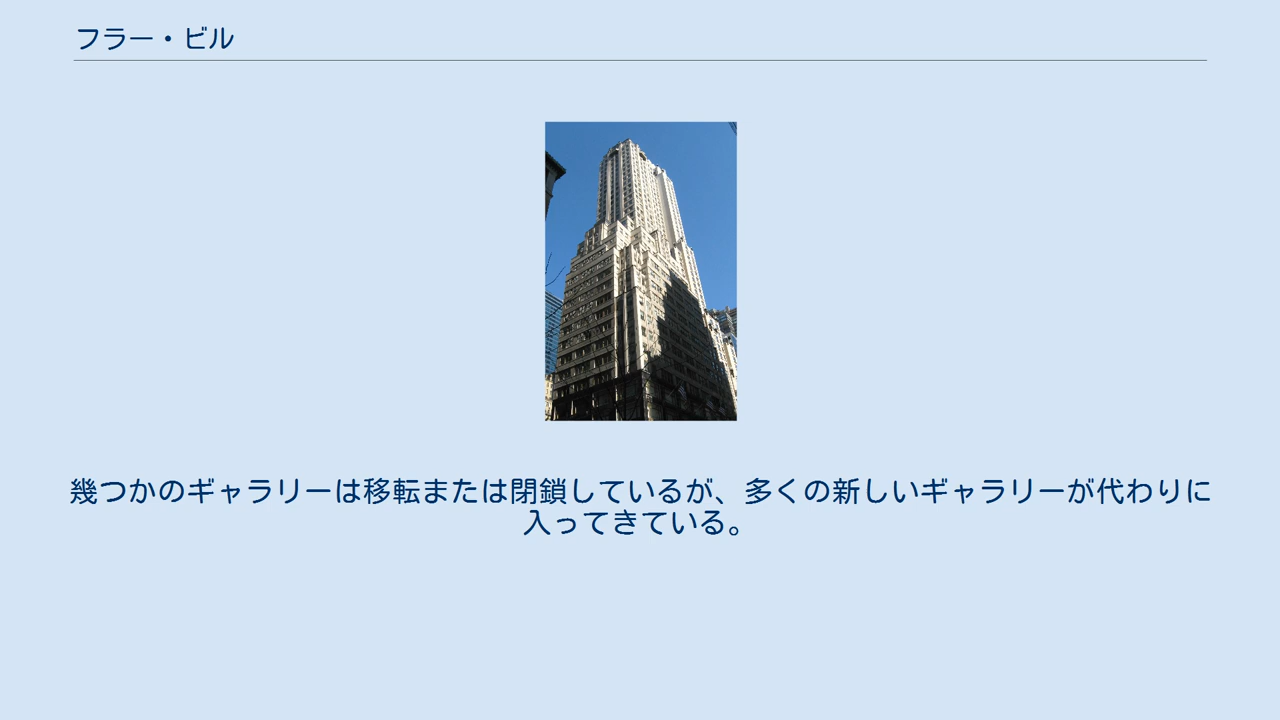 フラー・ビル
幾つかのギャラリーは移転または閉鎖しているが、多くの新しいギャラリーが代わりに
入ってきている。